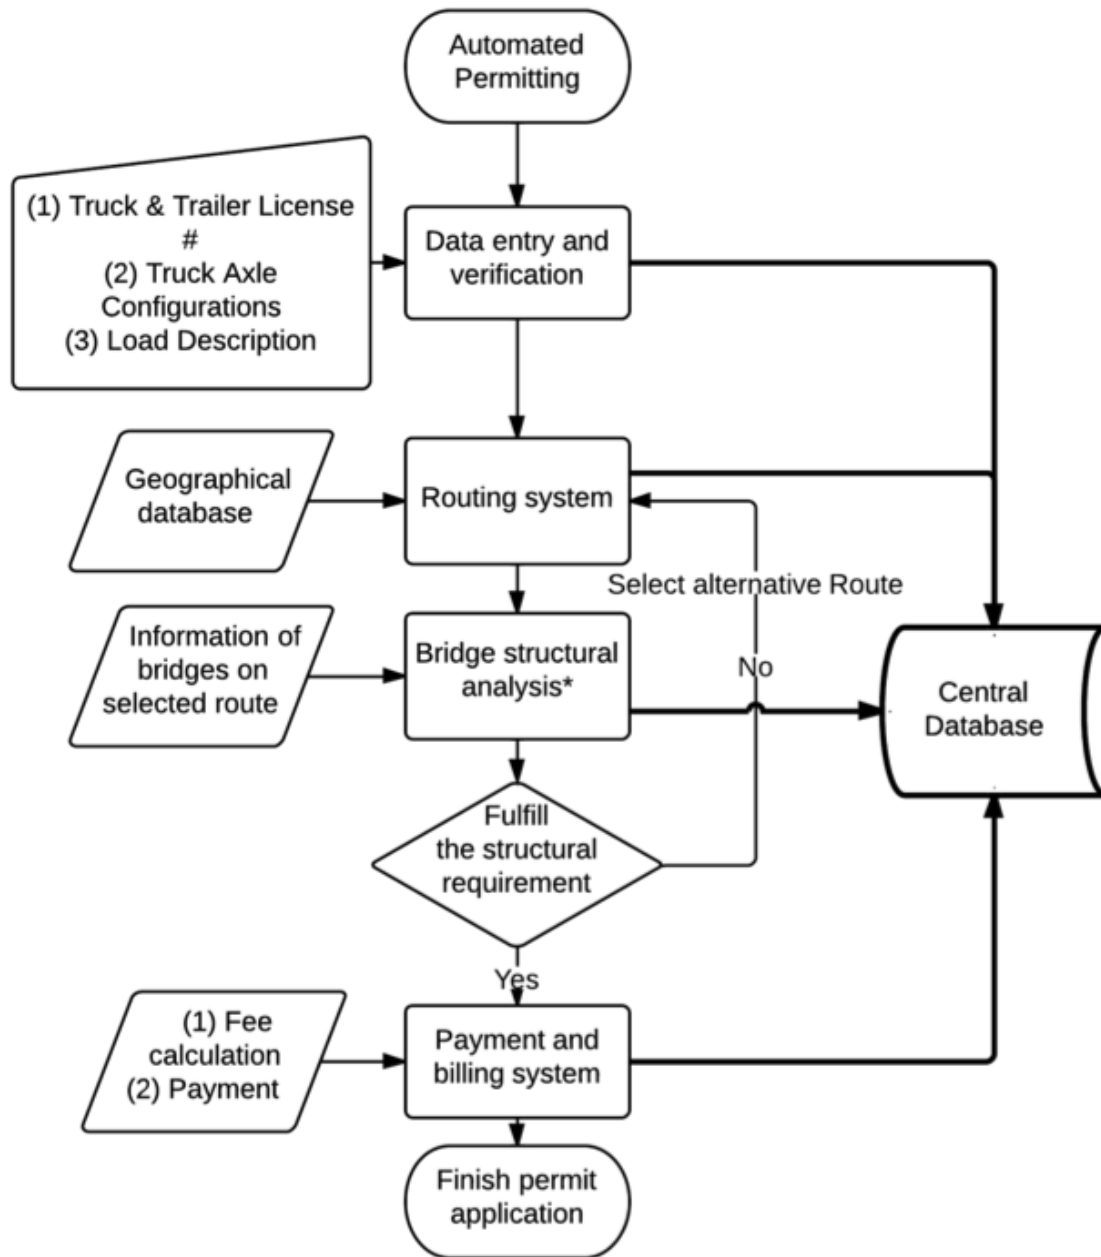 Automated
Permitting
(1) Truck & Trailer License
#
(2) Truck Axle
Configurations
(3) Load Description
Data entry and
verification
Geographical
database
Routing system
Select alternative Route
Information of
bridges on
selected route
Bridge structural
analysis*
No
Central
Database
Fulfill
the structural
requirement
Yes
(1) Fee
calculation
(2) Payment
Payment and
billing system
Finish permit
application